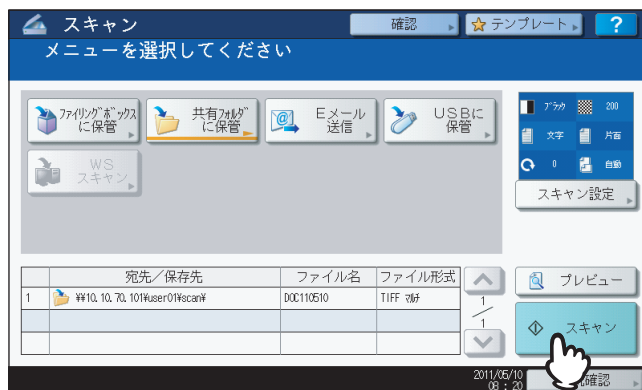 スキャン
確認
テンプレート
?
メニューを選択してください
ファイリングボックス
に保管
共有フォルダ
に保管
Eメール
送信
USBに
保管
WS
スキャン
ブラック
200
文字
片面
0
自動
スキャン設定
宛先／保存先
ファイル名
ファイル形式
1
¥¥10.10.70.101¥user01¥scan¥
DOC110510
TIFF マルチ
1
1
プレビュー
スキャン
2011/05/10
08:20
確認